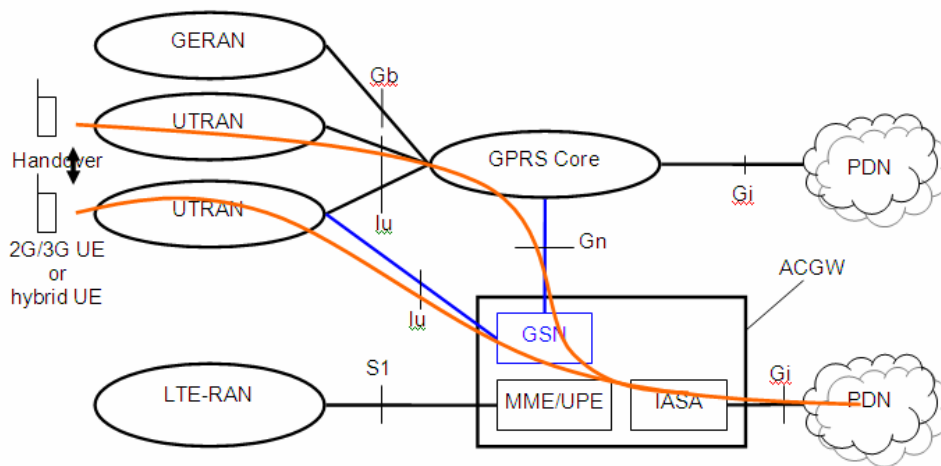 GERAN
Gb
UTRAN
GPRS Core
PDN
Handover
Gi
UTRAN
Iu
2G/3G UE
or
hybrid UE
Gn
ACGW
Iu
GSN
S1
Gi
LTE-RAN
MME/UPE
IASA
PDN